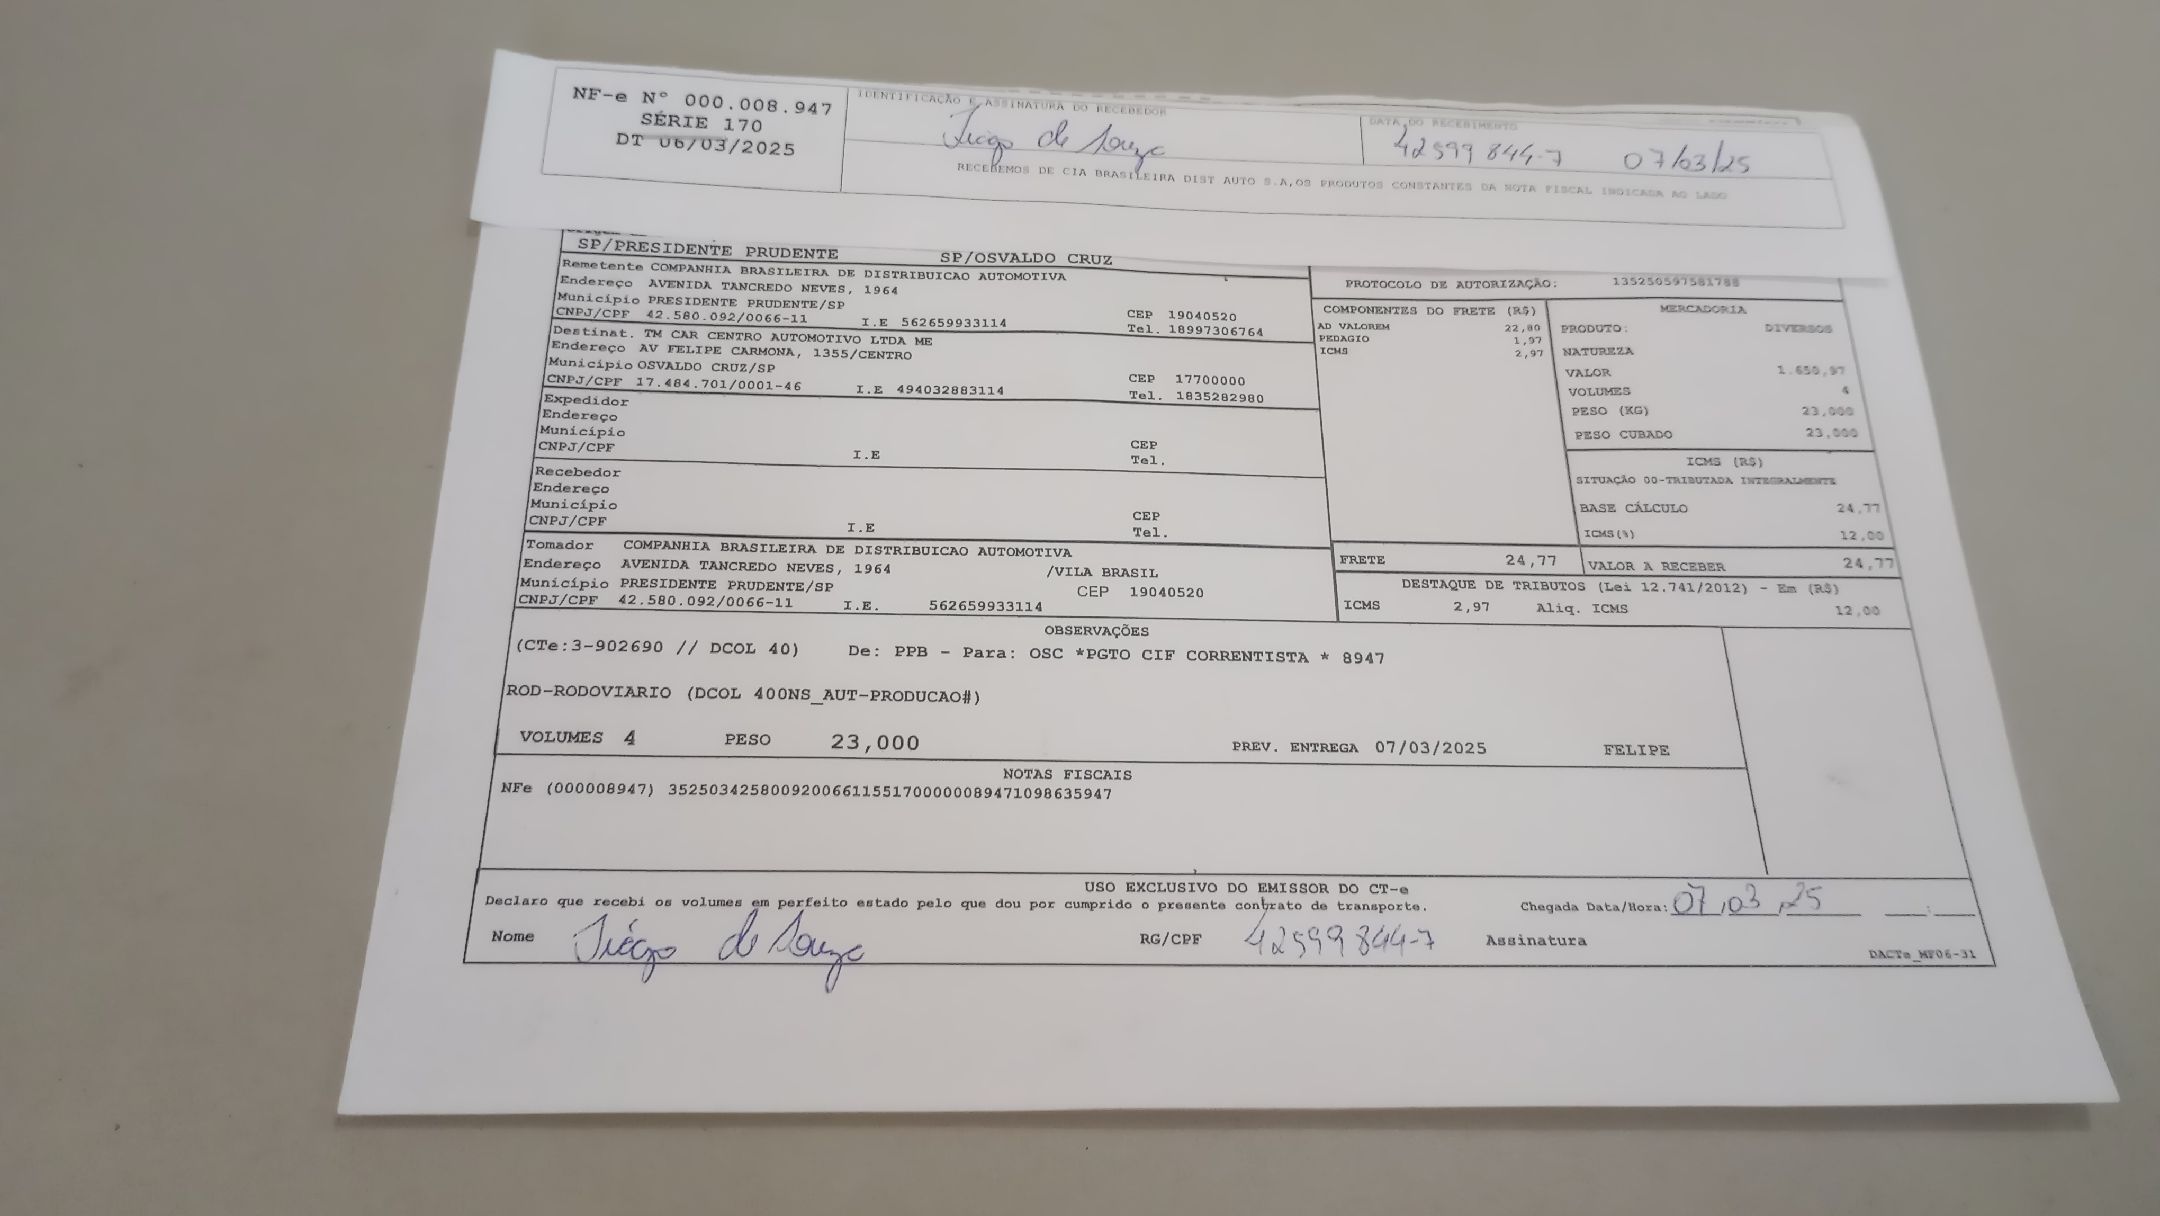 NF-e Nº 000.008.947
SÉRIE 170
DT 06/03/2025
IDENTIFICAÇÃO E ASSINATURA DO RECEBEDOR
Tiago de Souza
DATA DO RECEBIMENTO
42599844-7 07/03/25
RECEBEMOS DE CIA BRASILEIRA DIST AUTO S.A,OS PRODUTOS CONSTANTES DA NOTA FISCAL INDICADA AO LADO
SP/PRESIDENTE PRUDENTE SP/OSVALDO CRUZ
Remetente COMPANHIA BRASILEIRA DE DISTRIBUICAO AUTOMOTIVA
Endereço AVENIDA TANCREDO NEVES, 1964
Município PRESIDENTE PRUDENTE/SP CEP 19040520
CNPJ/CPF 42.580.092/0066-11 I.E 562659933114 Tel. 18997306764
Destinat. TM CAR CENTRO AUTOMOTIVO LTDA ME
Endereço AV FELIPE CARMONA, 1355/CENTRO
Município OSVALDO CRUZ/SP CEP 17700000
CNPJ/CPF 17.484.701/0001-46 I.E 494032883114 Tel. 1835282980
Expedidor
Endereço
Município CEP
CNPJ/CPF I.E Tel.
Recebedor
Endereço
Município CEP
CNPJ/CPF I.E Tel.
Tomador COMPANHIA BRASILEIRA DE DISTRIBUICAO AUTOMOTIVA
Endereço AVENIDA TANCREDO NEVES, 1964 /VILA BRASIL
Município PRESIDENTE PRUDENTE/SP CEP 19040520
CNPJ/CPF 42.580.092/0066-11 I.E. 562659933114
PROTOCOLO DE AUTORIZAÇÃO: 135250597581788
COMPONENTES DO FRETE (R$)
AD VALOREM 22,80
PEDAGIO 1,97
ICMS 2,97
MERCADORIA
PRODUTO: DIVERSOS
NATUREZA
VALOR 1.650,97
VOLUMES 4
PESO (KG) 23,000
PESO CUBADO 23,000
ICMS (R$)
SITUAÇÃO 00-TRIBUTADA INTEGRALMENTE
BASE CÁLCULO 24,77
ICMS(%) 12,00
FRETE 24,77 VALOR A RECEBER 24,77
DESTAQUE DE TRIBUTOS (Lei 12.741/2012) - Em (R$)
ICMS 2,97 Aliq. ICMS 12,00
OBSERVAÇÕES
(CTe:3-902690 // DCOL 40) De: PPB - Para: OSC *PGTO CIF CORRENTISTA * 8947
ROD-RODOVIARIO (DCOL 400NS_AUT-PRODUCAO#)
VOLUMES 4 PESO 23,000 PREV. ENTREGA 07/03/2025 FELIPE
NOTAS FISCAIS
NFe (000008947) 35250342580092006611551700000089471098635947
USO EXCLUSIVO DO EMISSOR DO CT-e
Declaro que recebi os volumes em perfeito estado pelo que dou por cumprido o presente contrato de transporte. Chegada Data/Hora: 07/03/25 __:__
Nome Tiago de Souza RG/CPF 42599844-7 Assinatura
DACTe_MF06-31